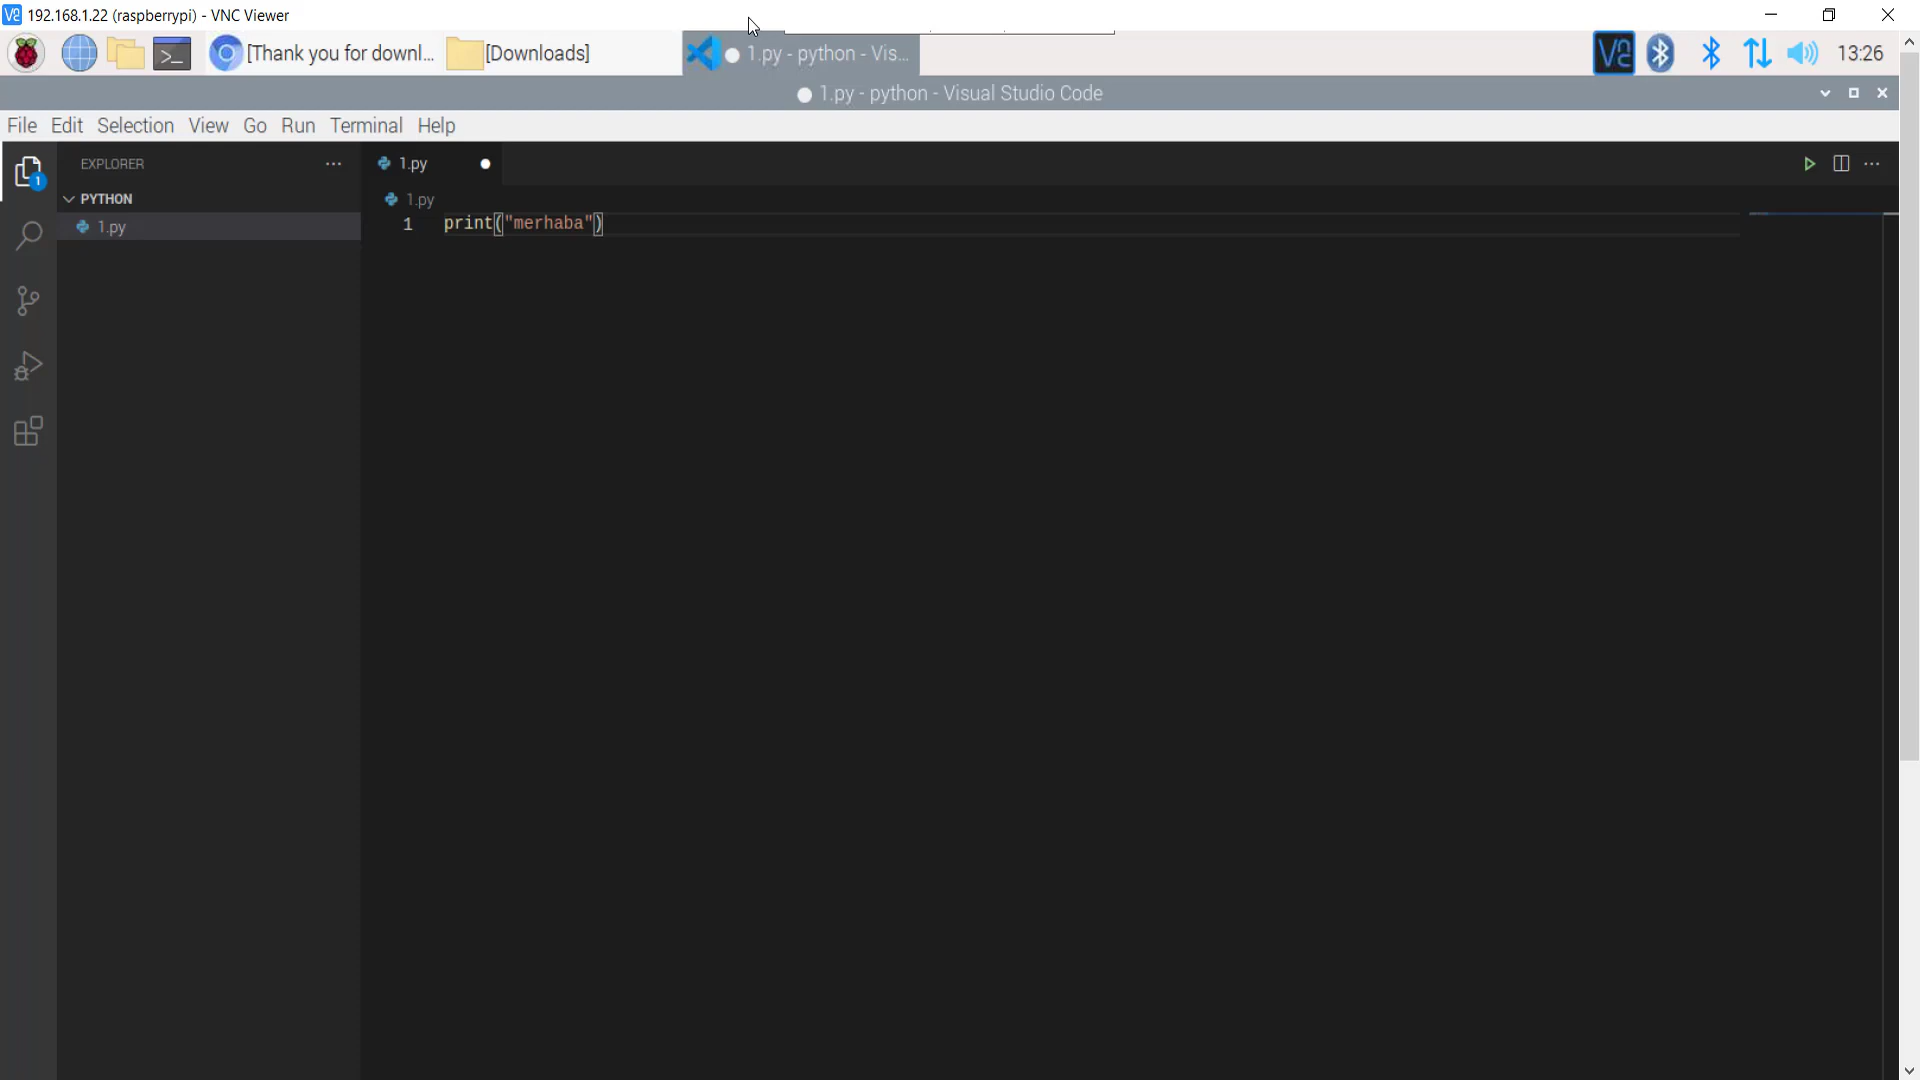 192.168.1.22 (raspberrypi) - VNC Viewer
[Thank you for downl... [Downloads] 1.py - python - Vis... 13:26
1.py - python - Visual Studio Code
File Edit Selection View Go Run Terminal Help
EXPLORER ... 1.py
PYTHON 1.py
1.py 1 print("merhaba")
1